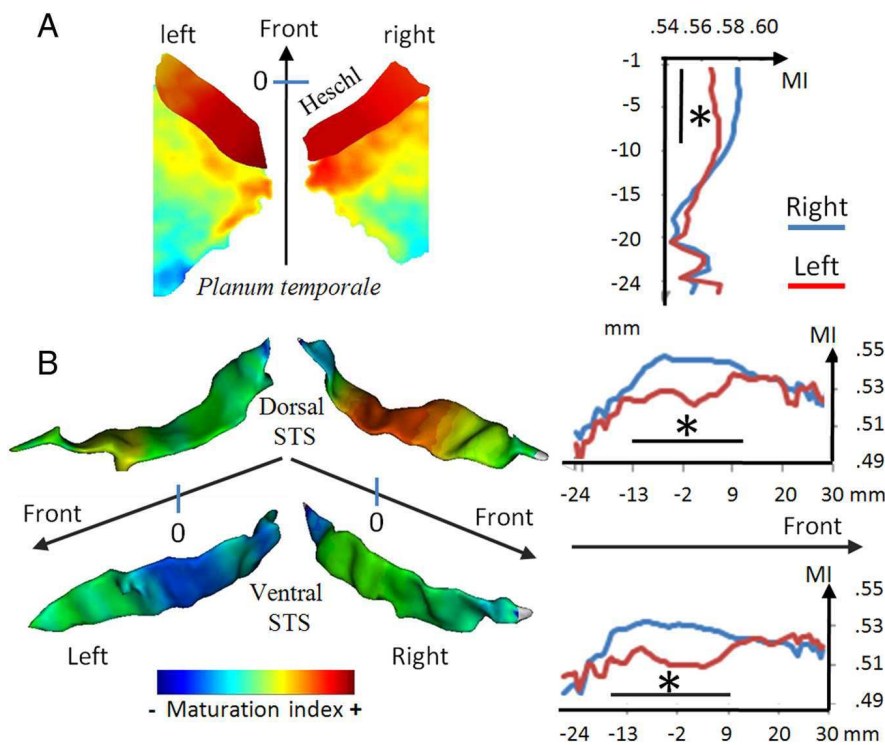 A
left
Front
right
0
Heschl
Planum temporale
.54 .56 .58 .60
-1
MI
-5
*
-10
-15
-20
-24
mm
Right
Left
B
Dorsal
STS
Front
0
0
Front
Ventral
STS
Left
Right
- Maturation index +
MI
.55
.53
.51
.49
*
-24 -13 -2 9 20 30 mm
Front
MI
.55
.53
.51
.49
*
-24 -13 -2 9 20 30 mm